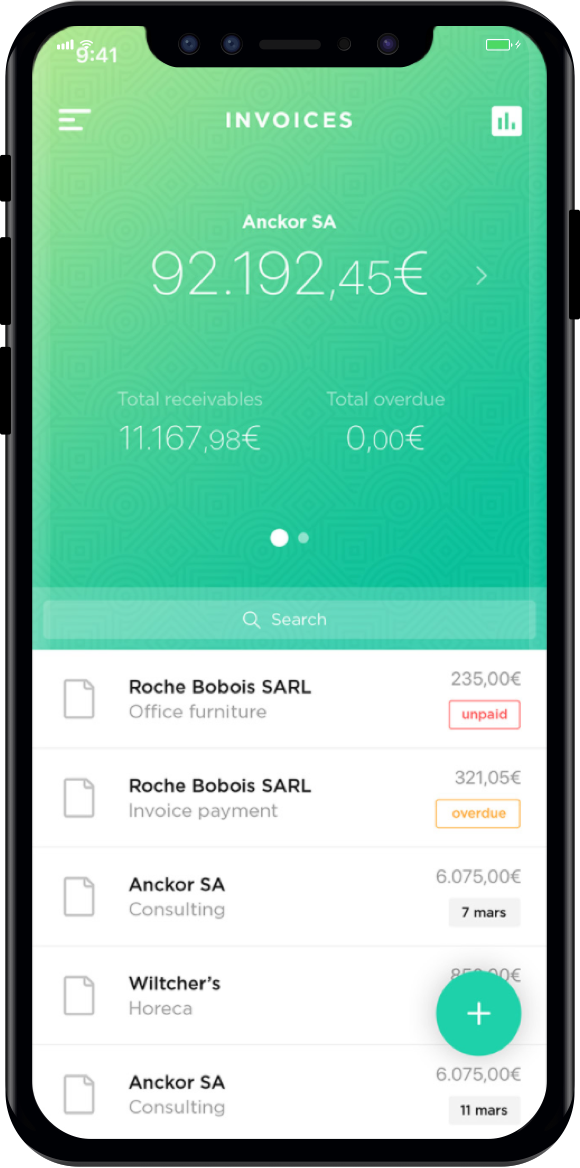 9:41
INVOICES
Anckor SA
92.192,45€
Total receivables
Total overdue
11.167,98€
0,00€
Search
Roche Bobois SARL
235,00€
Office furniture
unpaid
Roche Bobois SARL
321,05€
Invoice payment
overdue
Anckor SA
6.075,00€
Consulting
7 mars
Wiltcher’s
Horeca
Anckor SA
6.075,00€
Consulting
11 mars